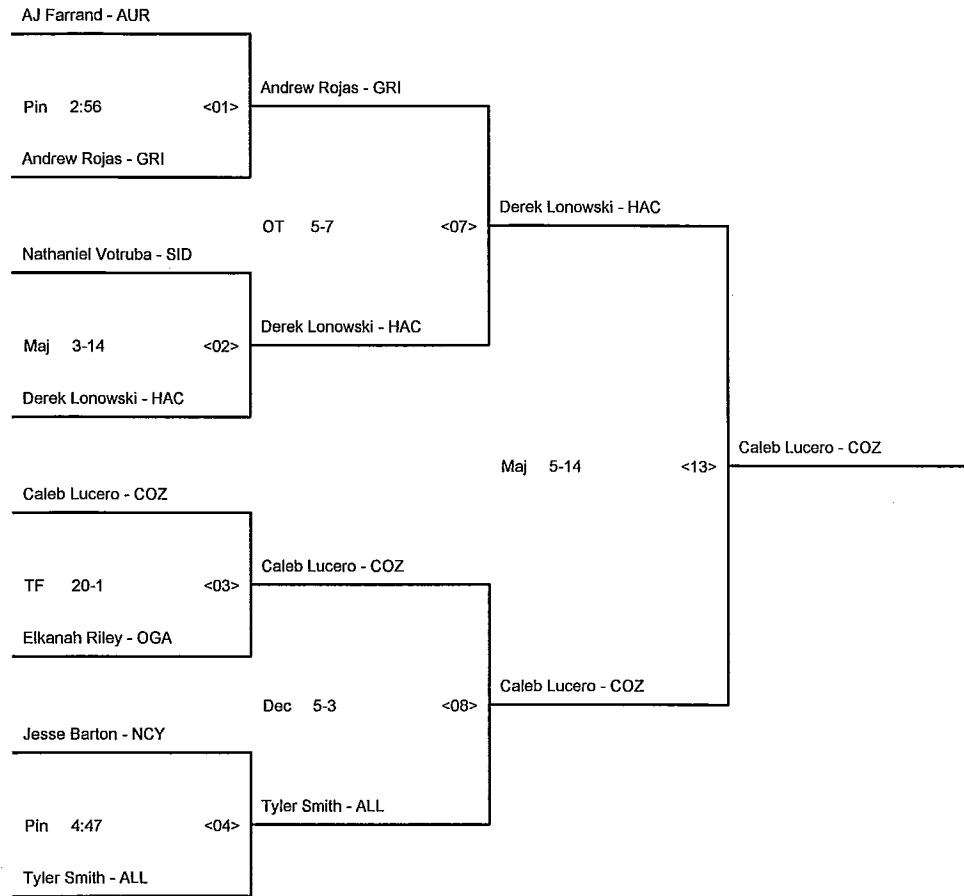 AJ Farrand - AUR
Pin 2:56 <01>
Andrew Rojas - GRI
Andrew Rojas - GRI
OT 5-7 <07>
Derek Lonowski - HAC
Nathaniel Votruba - SID
Maj 3-14 <02>
Derek Lonowski - HAC
Derek Lonowski - HAC
Maj 5-14 <13>
Caleb Lucero - COZ
Caleb Lucero - COZ
TF 20-1 <03>
Caleb Lucero - COZ
Elkanah Riley - OGA
Dec 5-3 <08>
Caleb Lucero - COZ
Jesse Barton - NCY
Pin 4:47 <04>
Tyler Smith - ALL
Tyler Smith - ALL